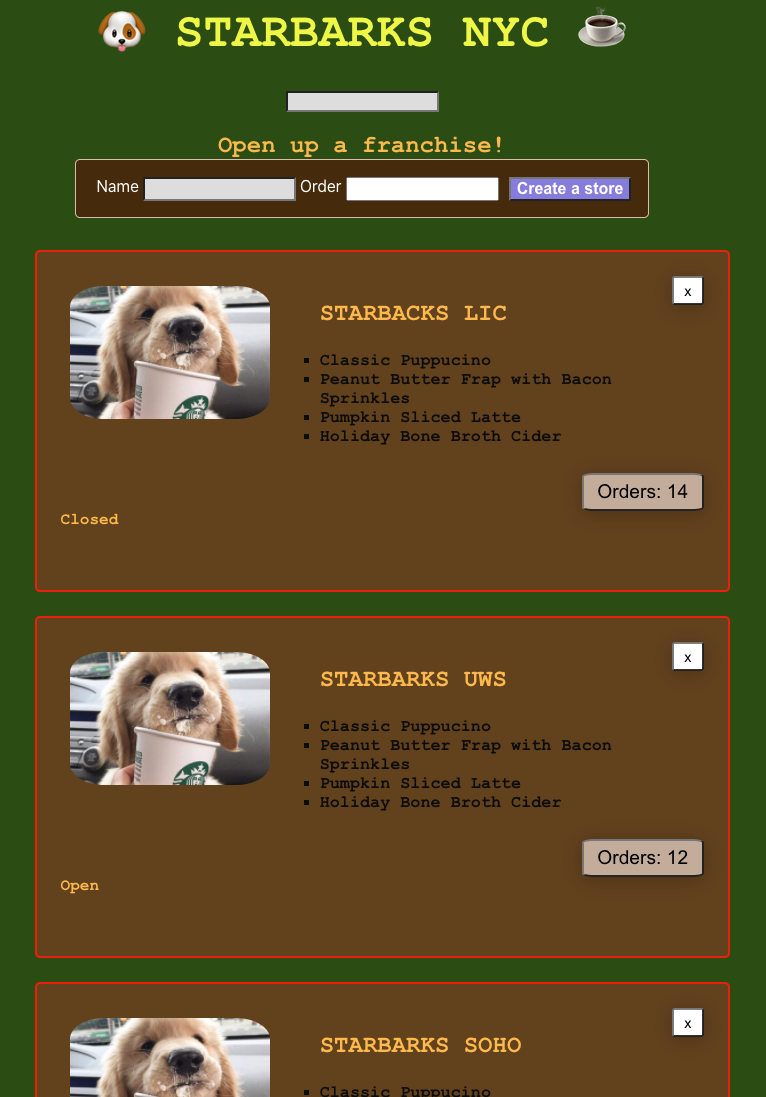 STARBARKS NYC
Open up a franchise!
Name Order Create a store
x
STARBACKS LIC
Classic Puppucino
Peanut Butter Frap with Bacon
Sprinkles
Pumpkin Sliced Latte
Holiday Bone Broth Cider
Orders: 14
Closed
x
STARBARKS UWS
Classic Puppucino
Peanut Butter Frap with Bacon
Sprinkles
Pumpkin Sliced Latte
Holiday Bone Broth Cider
Orders: 12
Open
x
STARBARKS SOHO
Classic Puppucino